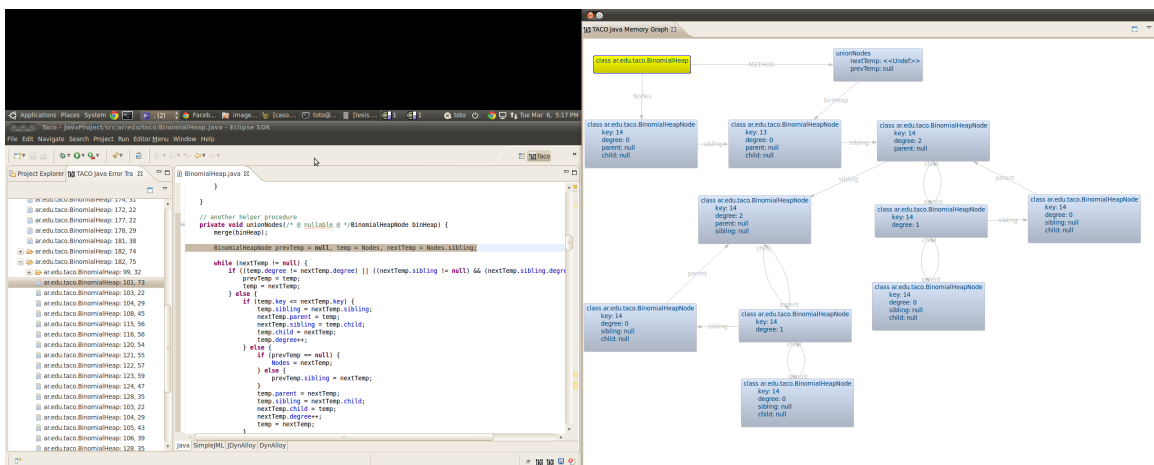 Applications Places System (2) Faceb... image... [caso.... toto@... [tesis.... 1 1 toto Tue Mar 6, 5:17 PM
Taco - JavaProject/src/ar/edu/taco/BinomialHeap.java - Eclipse SDK
File Edit Navigate Search Project Run Editor Menu Window Help
Taco
Project Explorer TACO Java Error Tra
ar.edu.taco.BinomialHeap: 174, 31
ar.edu.taco.BinomialHeap: 172, 22
ar.edu.taco.BinomialHeap: 177, 22
ar.edu.taco.BinomialHeap: 178, 29
ar.edu.taco.BinomialHeap: 181, 38
ar.edu.taco.BinomialHeap: 182, 74
ar.edu.taco.BinomialHeap: 182, 75
ar.edu.taco.BinomialHeap: 99, 32
ar.edu.taco.BinomialHeap: 101, 73
ar.edu.taco.BinomialHeap: 103, 22
ar.edu.taco.BinomialHeap: 104, 29
ar.edu.taco.BinomialHeap: 108, 45
ar.edu.taco.BinomialHeap: 115, 56
ar.edu.taco.BinomialHeap: 116, 56
ar.edu.taco.BinomialHeap: 120, 54
ar.edu.taco.BinomialHeap: 121, 55
ar.edu.taco.BinomialHeap: 122, 57
ar.edu.taco.BinomialHeap: 123, 59
ar.edu.taco.BinomialHeap: 124, 47
ar.edu.taco.BinomialHeap: 128, 35
ar.edu.taco.BinomialHeap: 103, 22
ar.edu.taco.BinomialHeap: 104, 29
ar.edu.taco.BinomialHeap: 105, 43
ar.edu.taco.BinomialHeap: 106, 39
ar.edu.taco.BinomialHeap: 128, 35
BinomialHeap.java
}
}
// another helper procedure
private void unionNodes(/* @ nullable @ */BinomialHeapNode binHeap) {
merge(binHeap);
BinomialHeapNode prevTemp = null, temp = Nodes, nextTemp = Nodes.sibling;
while (nextTemp != null) {
if ((temp.degree != nextTemp.degree) || ((nextTemp.sibling != null) && (nextTemp.sibling.degre
prevTemp = temp;
temp = nextTemp;
} else {
if (temp.key <= nextTemp.key) {
temp.sibling = nextTemp.sibling;
nextTemp.parent = temp;
nextTemp.sibling = temp.child;
temp.child = nextTemp;
temp.degree++;
} else {
if (prevTemp == null) {
Nodes = nextTemp;
} else {
prevTemp.sibling = nextTemp;
}
temp.parent = nextTemp;
temp.sibling = nextTemp.child;
nextTemp.child = temp;
nextTemp.degree++;
temp = nextTemp;
}
Java SimpleJML JDynAlloy DynAlloy
TACO Java Memory Graph
class ar.edu.taco.BinomialHeap
METHOD
unionNodes
nextTemp: <<Undef>>
prevTemp: null
Nodes
binHeap
class ar.edu.taco.BinomialHeapNode
key: 14
degree: 0
parent: null
child: null
sibling
class ar.edu.taco.BinomialHeapNode
key: 13
degree: 0
parent: null
child: null
sibling
class ar.edu.taco.BinomialHeapNode
key: 14
degree: 2
parent: null
sibling
child
parent
parent
class ar.edu.taco.BinomialHeapNode
key: 14
degree: 2
parent: null
sibling: null
class ar.edu.taco.BinomialHeapNode
key: 14
degree: 1
sibling
class ar.edu.taco.BinomialHeapNode
key: 14
degree: 0
sibling: null
child: null
child
child
parent
parent
class ar.edu.taco.BinomialHeapNode
key: 14
degree: 0
sibling: null
child: null
parent
class ar.edu.taco.BinomialHeapNode
key: 14
degree: 0
sibling: null
child: null
sibling
class ar.edu.taco.BinomialHeapNode
key: 14
degree: 1
child
parent
class ar.edu.taco.BinomialHeapNode
key: 14
degree: 0
sibling: null
child: null